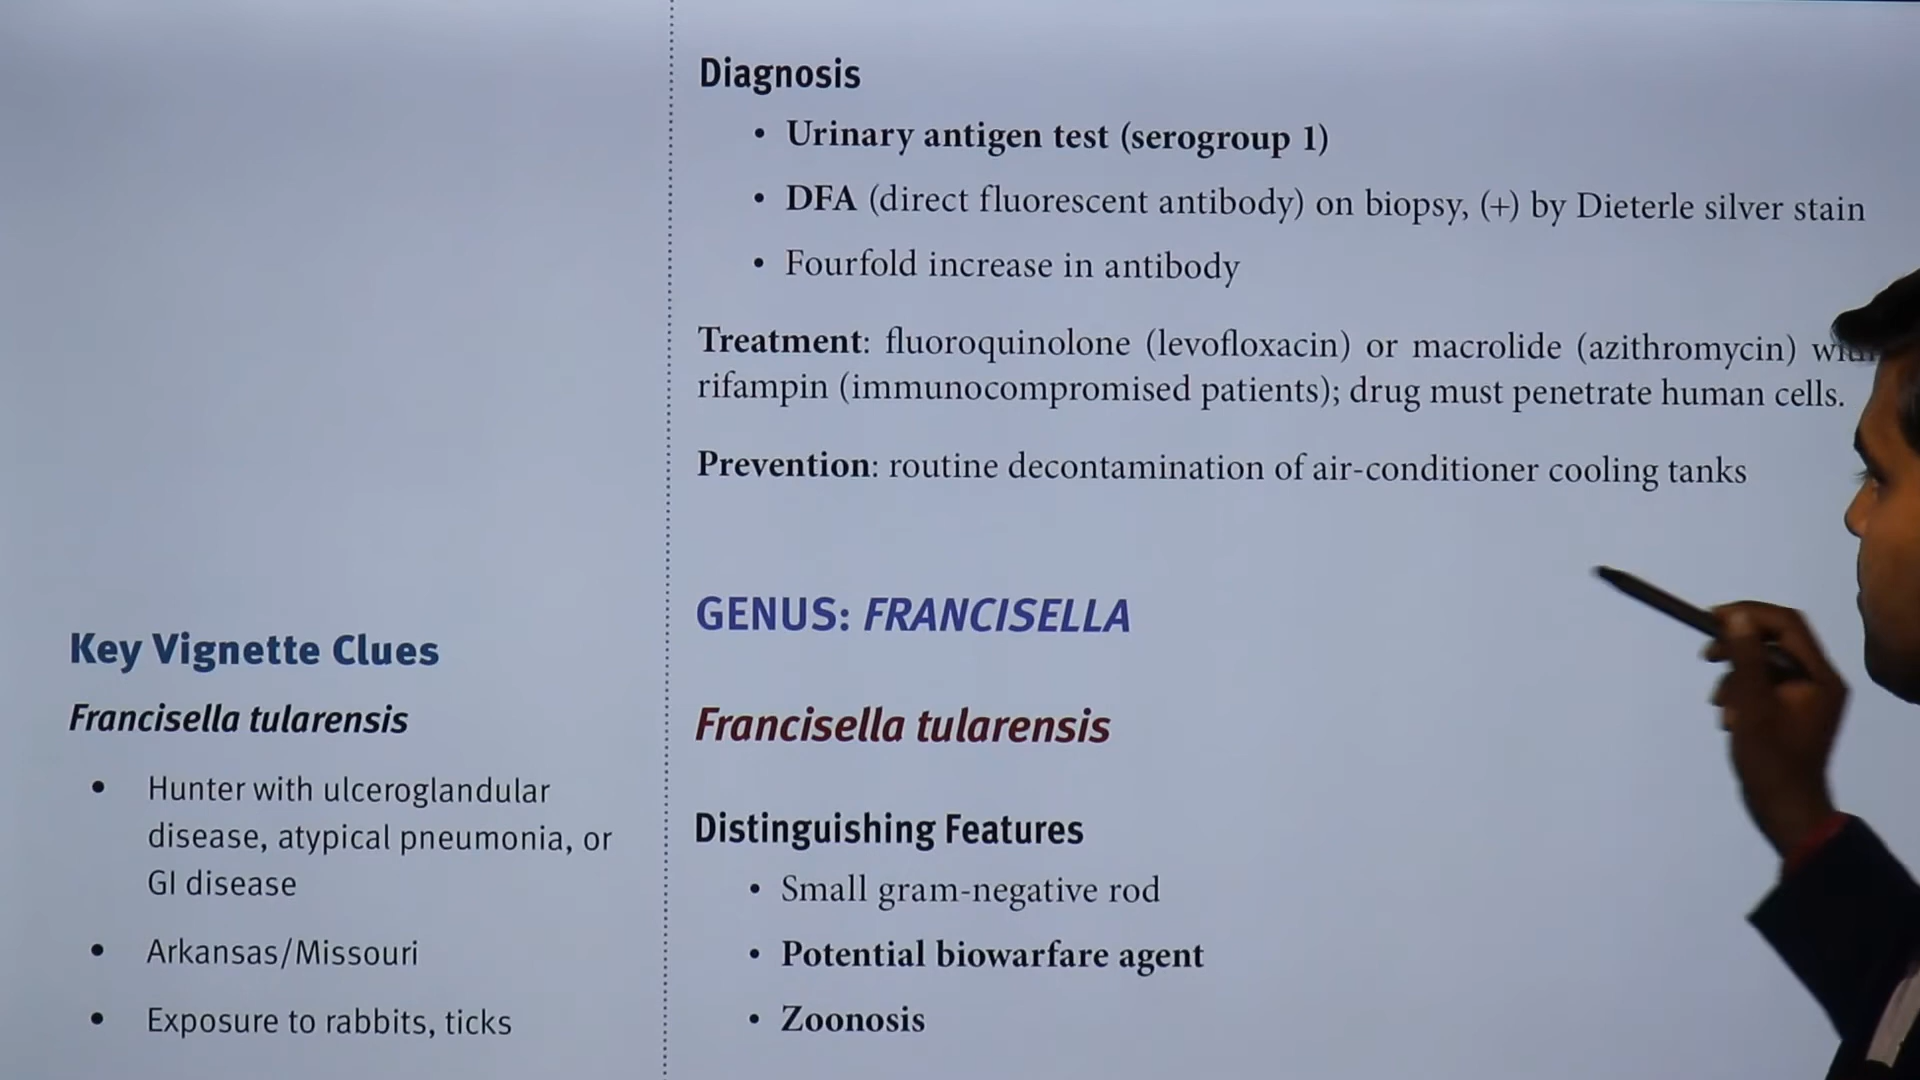 Diagnosis
• Urinary antigen test (serogroup 1)
• DFA (direct fluorescent antibody) on biopsy, (+) by Dieterle silver stain
• Fourfold increase in antibody
Treatment: fluoroquinolone (levofloxacin) or macrolide (azithromycin) with
rifampin (immunocompromised patients); drug must penetrate human cells.
Prevention: routine decontamination of air-conditioner cooling tanks
GENUS: FRANCISELLA
Francisella tularensis
Distinguishing Features
• Small gram-negative rod
• Potential biowarfare agent
• Zoonosis
Key Vignette Clues
Francisella tularensis
• Hunter with ulceroglandular
disease, atypical pneumonia, or
GI disease
• Arkansas/Missouri
• Exposure to rabbits, ticks